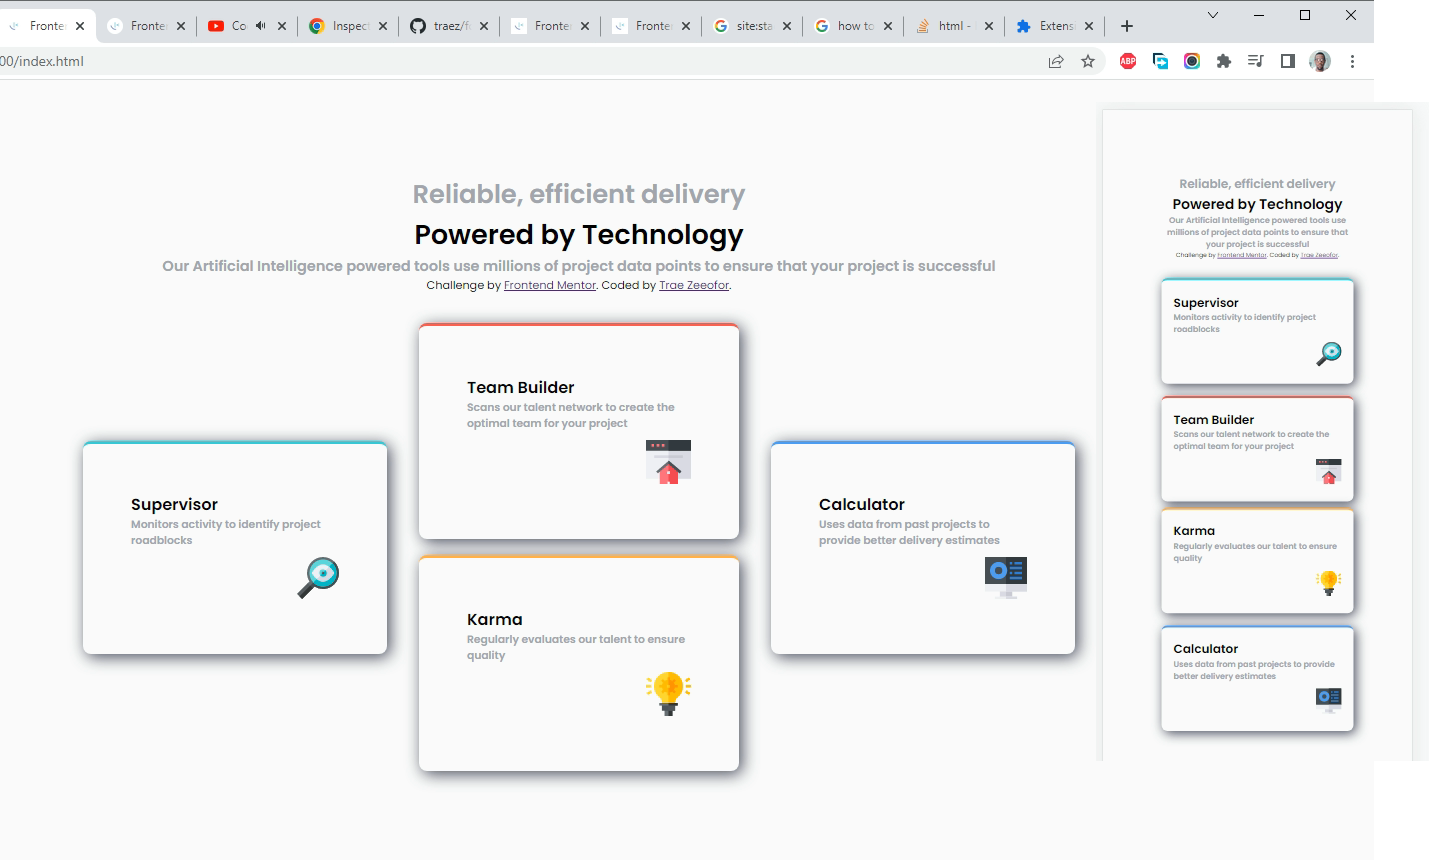 Fronte
Fronte
Co
Inspect
traez/f
Fronte
Fronte
site:sta
how to
html -
Extens
00/index.html
ABP
Reliable, efficient delivery
Powered by Technology
Our Artificial Intelligence powered tools use millions of project data points to ensure that your project is successful
Challenge by Frontend Mentor. Coded by Trae Zeeofor.
Supervisor
Monitors activity to identify project
roadblocks
Team Builder
Scans our talent network to create the
optimal team for your project
Karma
Regularly evaluates our talent to ensure
quality
Calculator
Uses data from past projects to
provide better delivery estimates
Reliable, efficient delivery
Powered by Technology
Our Artificial Intelligence powered tools use
millions of project data points to ensure that
your project is successful
Challenge by Frontend Mentor. Coded by Trae Zeeofor.
Supervisor
Monitors activity to identify project
roadblocks
Team Builder
Scans our talent network to create the
optimal team for your project
Karma
Regularly evaluates our talent to ensure
quality
Calculator
Uses data from past projects to provide
better delivery estimates